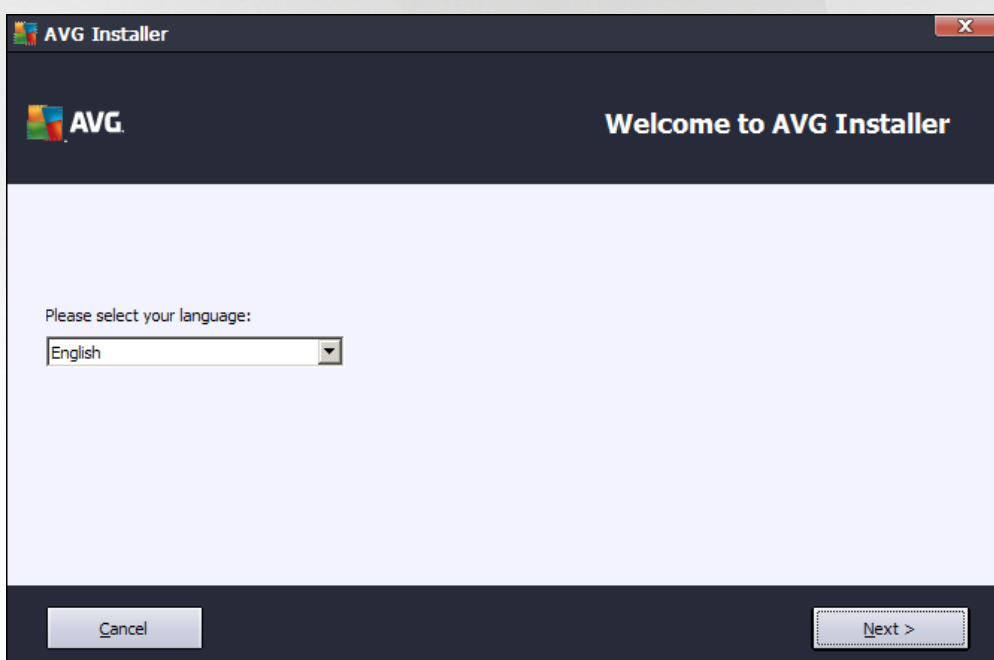 AVG Installer
X
AVG.
Welcome to AVG Installer
Please select your language:
English
Cancel
Next >